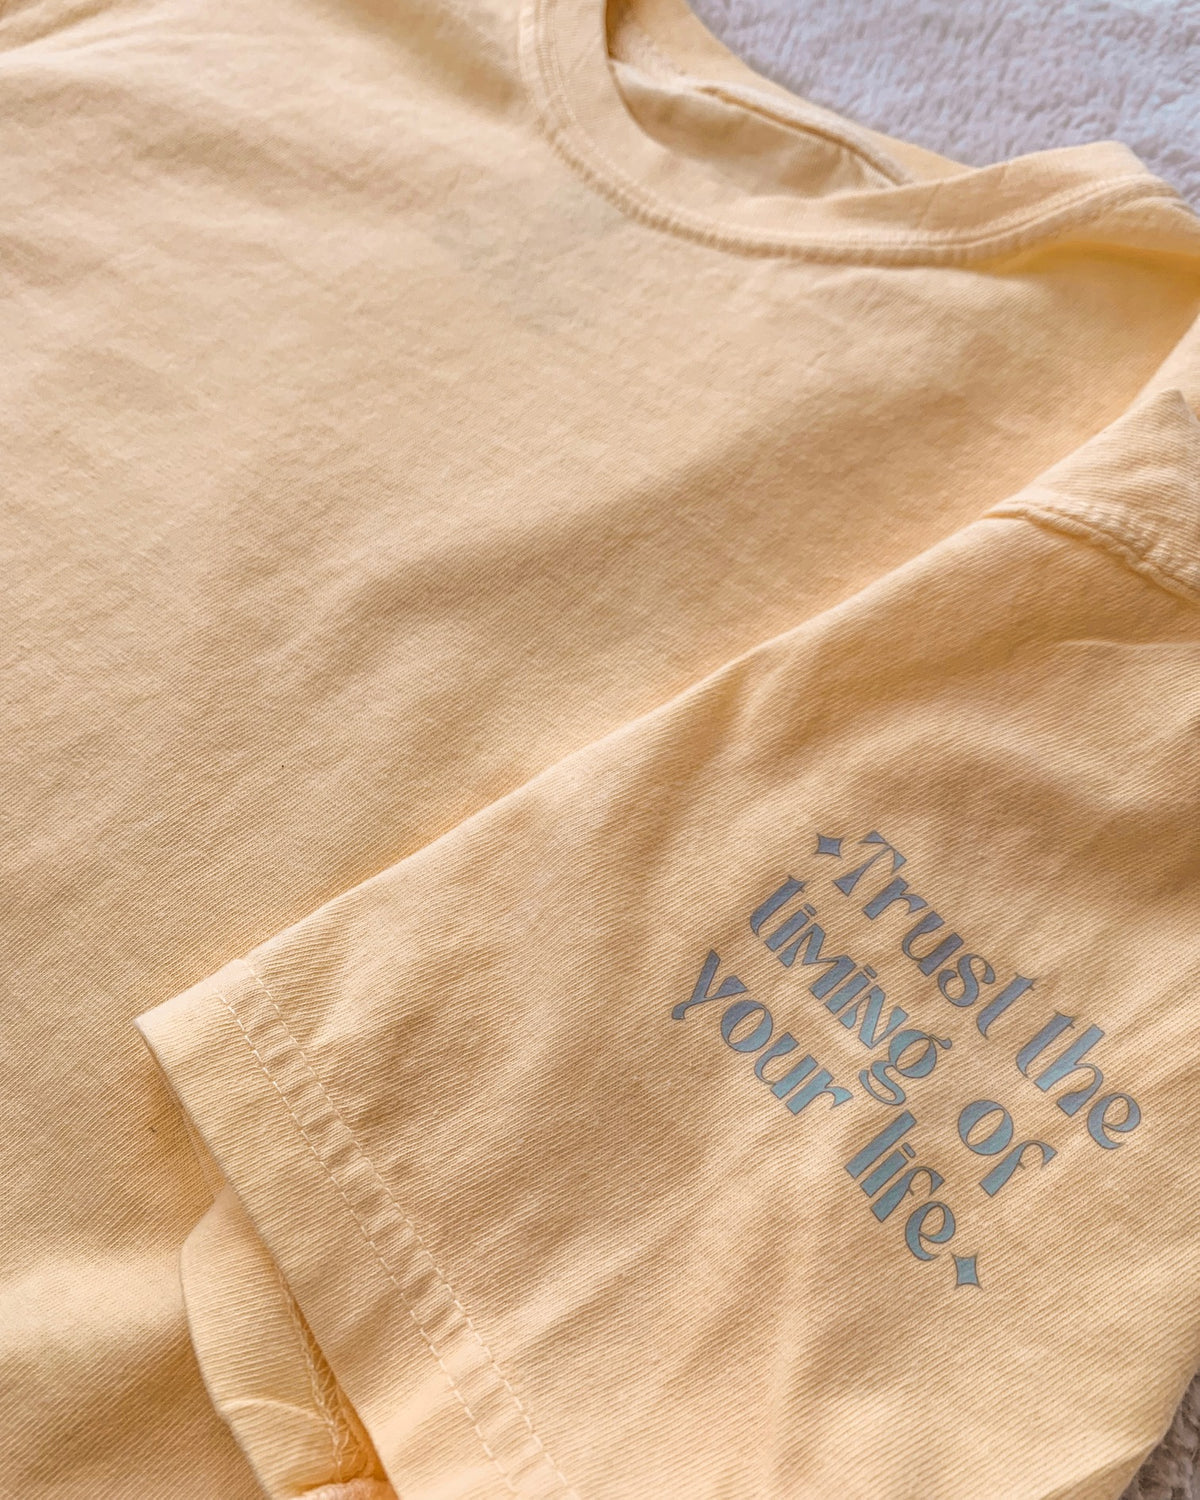 Trust the
timing of
your life